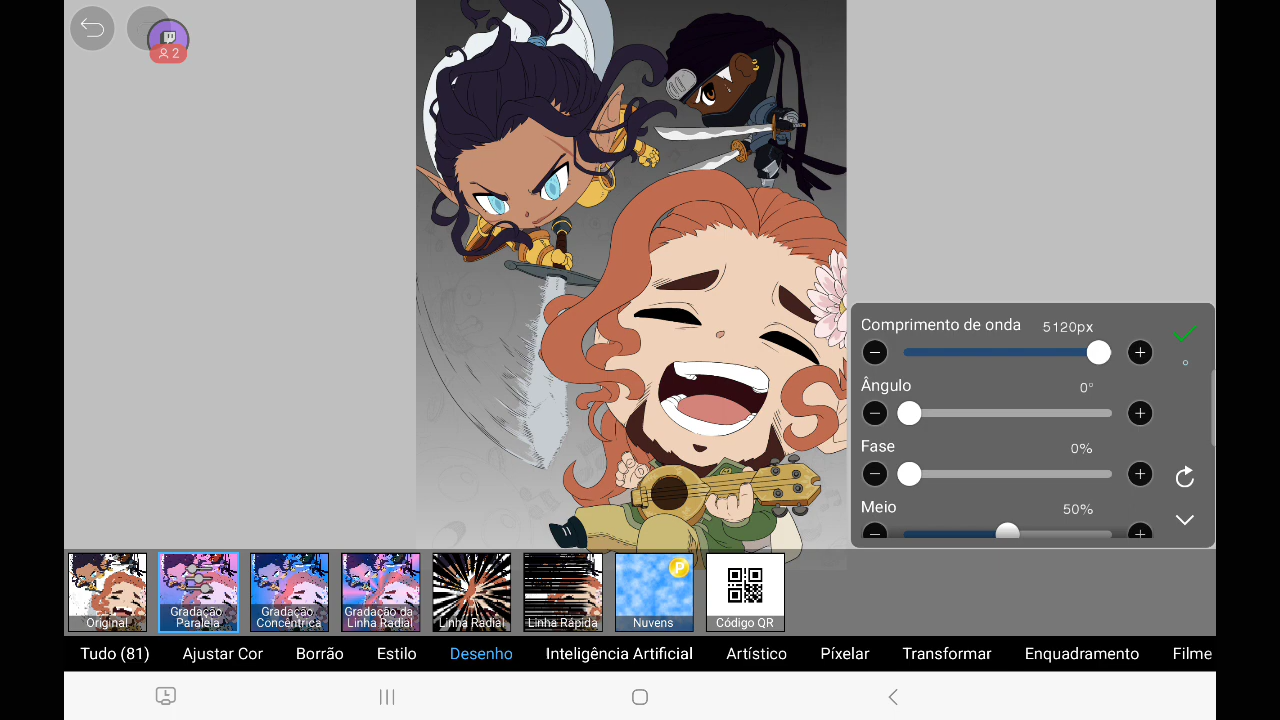 2
Comprimento de onda 5120px
Ângulo 0°
Fase 0%
Meio 50%
Original
Gradação Paralela
Gradação Concêntrica
Gradação da Linha Radial
Linha Radial
Linha Rápida
P
Nuvens
Código QR
Tudo (81) Ajustar Cor Borrão Estilo Desenho Inteligência Artificial Artístico Píxelar Transformar Enquadramento Filme